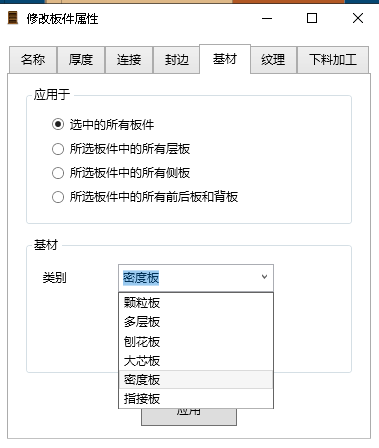 修改板件属性
名称 厚度 连接 封边 基材 纹理 下料加工
应用于
选中的所有板件
所选板件中的所有层板
所选板件中的所有侧板
所选板件中的所有前后板和背板
基材
类别 密度板
颗粒板
多层板
刨花板
大芯板
密度板
指接板
应用